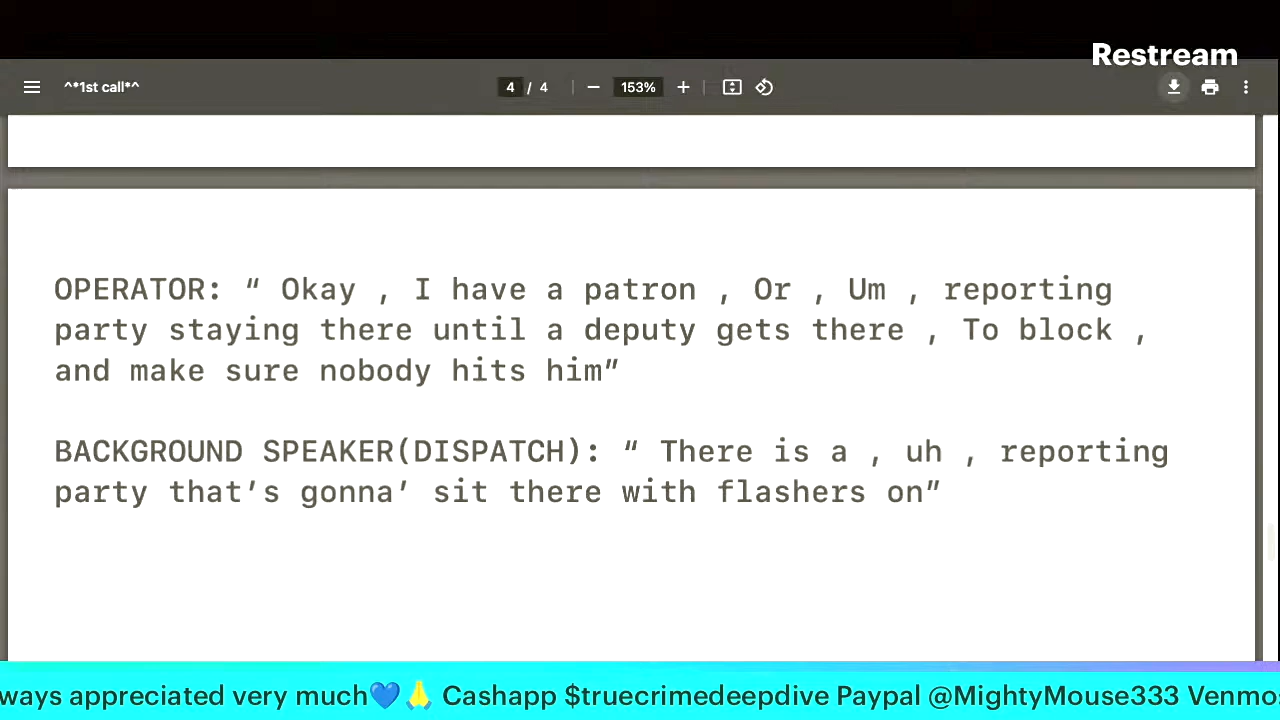 Restream
^*1st call*^
4 / 4
153%
OPERATOR: “ Okay , I have a patron , Or , Um , reporting
party staying there until a deputy gets there , To block ,
and make sure nobody hits him”
BACKGROUND SPEAKER(DISPATCH): “ There is a , uh , reporting
party that’s gonna’ sit there with flashers on”
ways appreciated very much💙🙏 Cashapp $truecrimedeepdive Paypal @MightyMouse333 Venmo